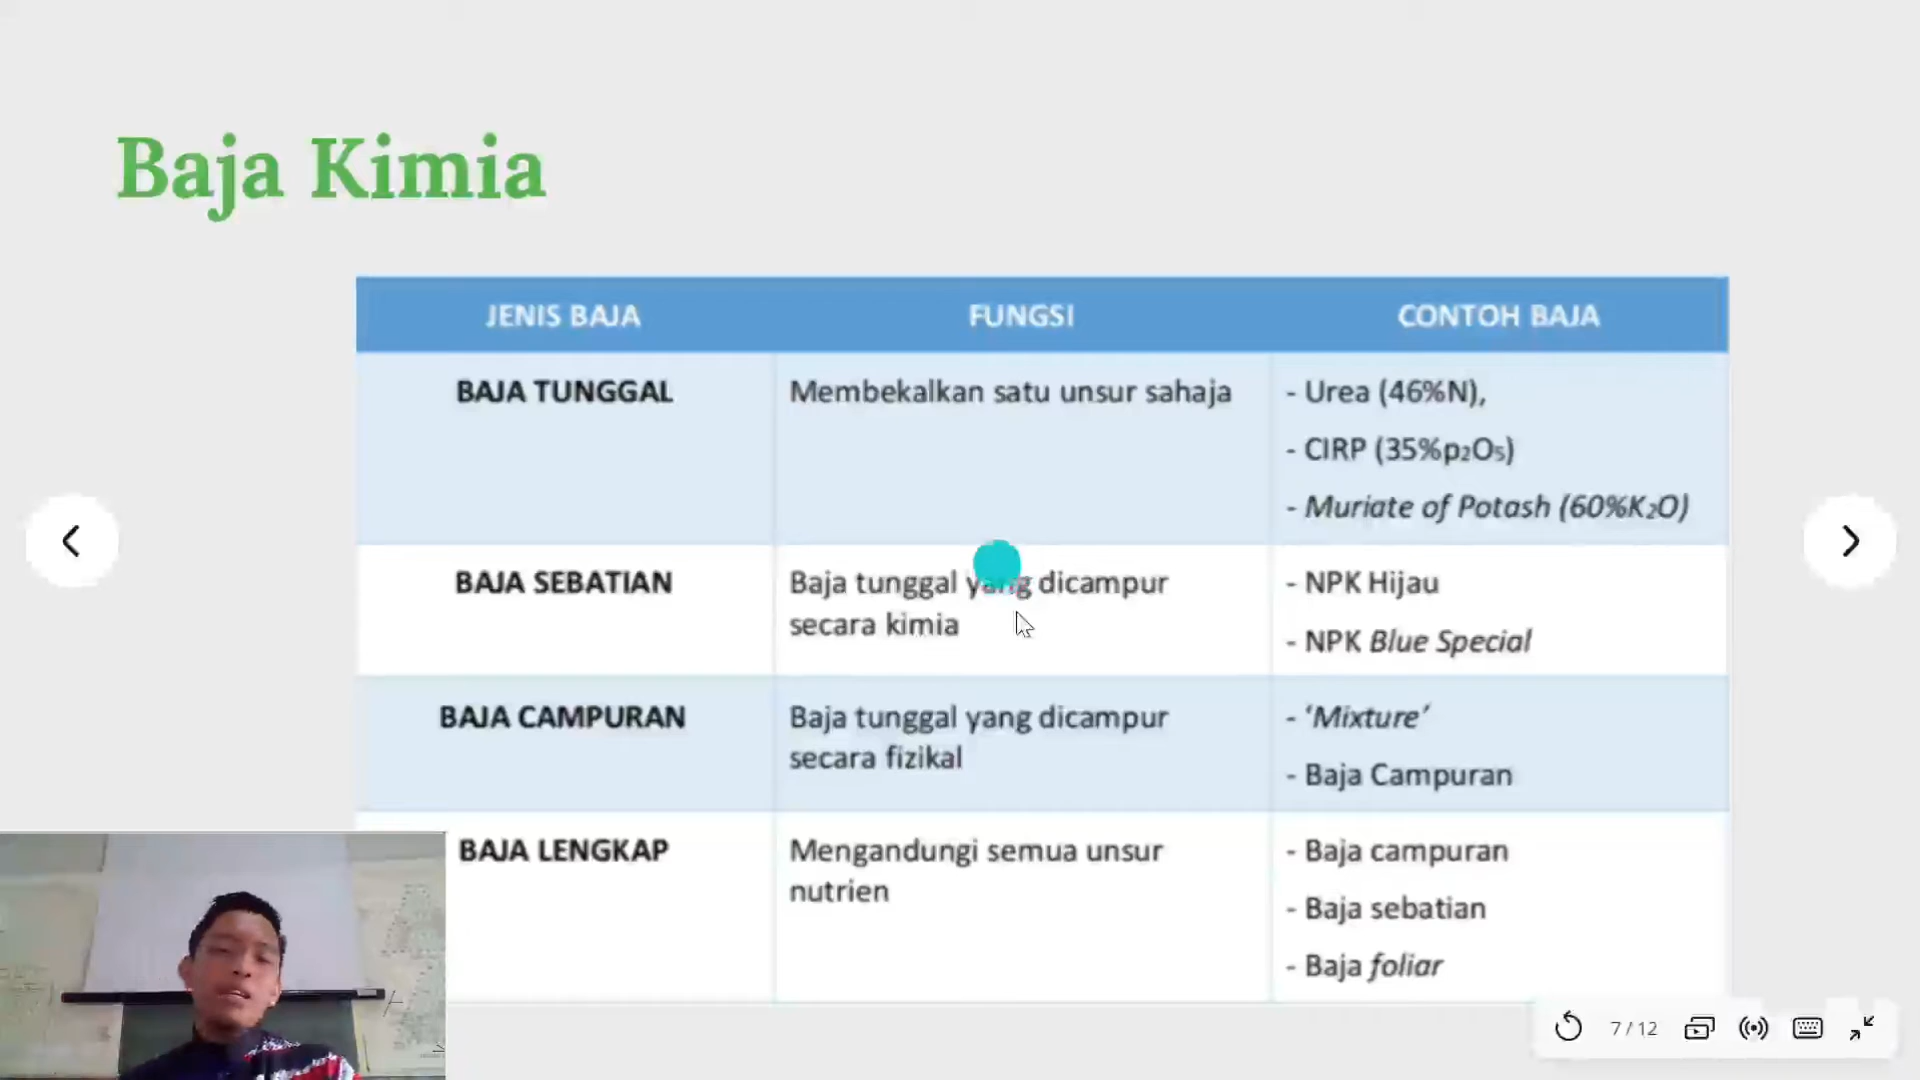 Baja Kimia
JENIS BAJA
FUNGSI
CONTOH BAJA
BAJA TUNGGAL
Membekalkan satu unsur sahaja
- Urea (46%N),
- CIRP (35%p₂O₅)
- Muriate of Potash (60%K₂O)
BAJA SEBATIAN
Baja tunggal yang dicampur
secara kimia
- NPK Hijau
- NPK Blue Special
BAJA CAMPURAN
Baja tunggal yang dicampur
secara fizikal
- ‘Mixture’
- Baja Campuran
BAJA LENGKAP
Mengandungi semua unsur
nutrien
- Baja campuran
- Baja sebatian
- Baja foliar
7 / 12